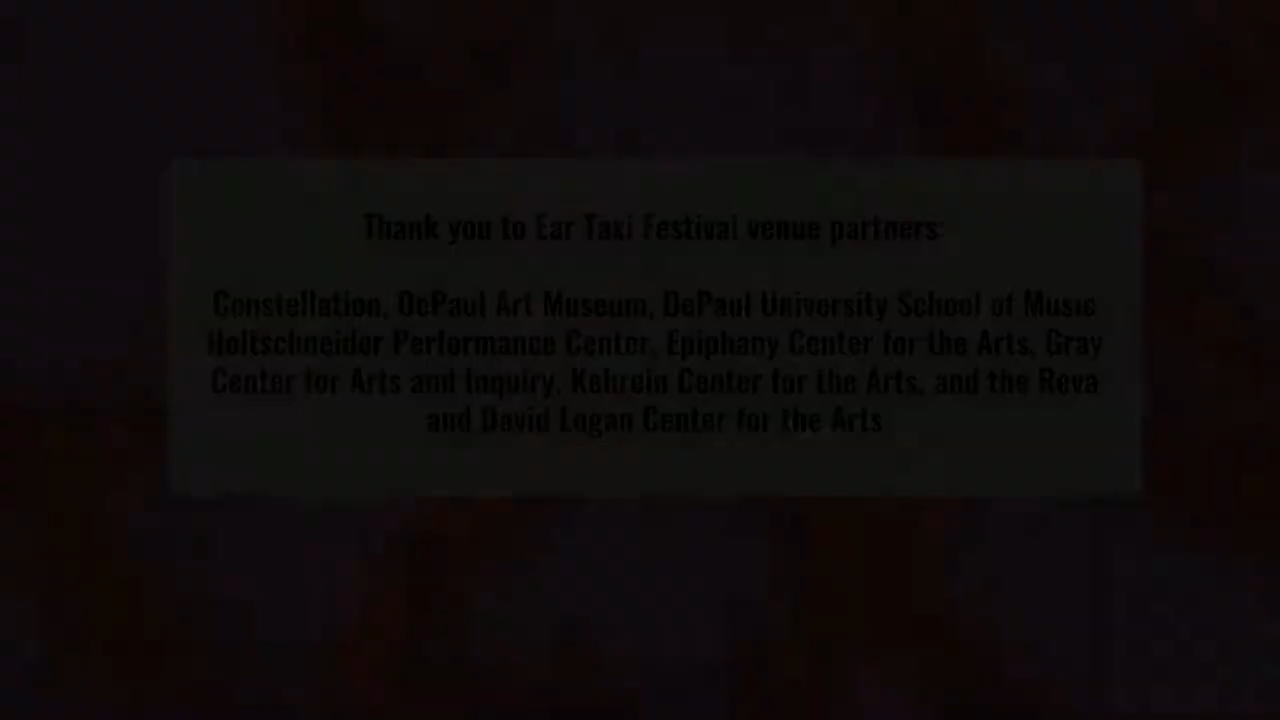 Thank you to Ear Taxi Festival venue partners:
Constellation, DePaul Art Museum, DePaul University School of Music
Holtschneider Performance Center, Epiphany Center for the Arts, Gray
Center for Arts and Inquiry, Kehrein Center for the Arts, and the Reva
and David Logan Center for the Arts